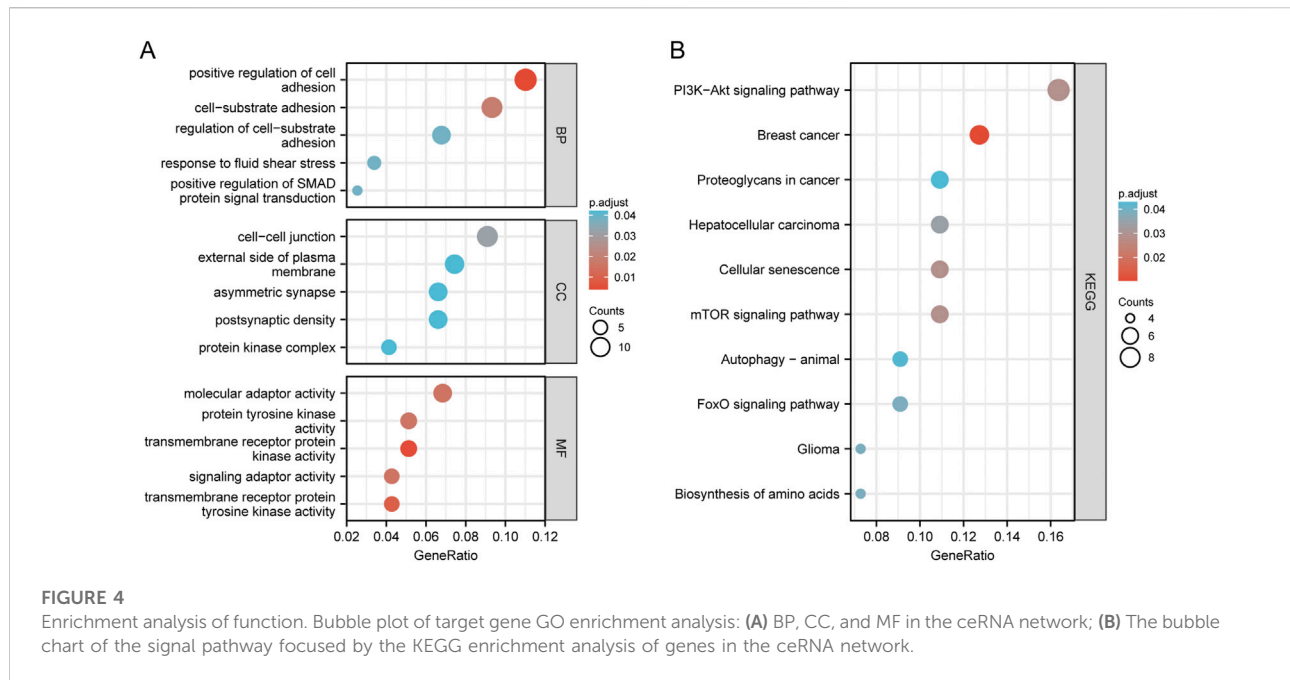 A
positive regulation of cell
adhesion
cell−substrate adhesion
regulation of cell−substrate
adhesion
response to fluid shear stress
positive regulation of SMAD
protein signal transduction
BP
cell−cell junction
external side of plasma
membrane
asymmetric synapse
postsynaptic density
protein kinase complex
CC
molecular adaptor activity
protein tyrosine kinase
activity
transmembrane receptor protein
kinase activity
signaling adaptor activity
transmembrane receptor protein
tyrosine kinase activity
MF
0.02 0.04 0.06 0.08 0.10 0.12
GeneRatio
p.adjust
0.04
0.03
0.02
0.01
Counts
5
10
B
PI3K−Akt signaling pathway
Breast cancer
Proteoglycans in cancer
Hepatocellular carcinoma
Cellular senescence
mTOR signaling pathway
Autophagy − animal
FoxO signaling pathway
Glioma
Biosynthesis of amino acids
KEGG
0.08 0.10 0.12 0.14 0.16
GeneRatio
p.adjust
0.04
0.03
0.02
Counts
4
6
8
FIGURE 4
Enrichment analysis of function. Bubble plot of target gene GO enrichment analysis: (A) BP, CC, and MF in the ceRNA network; (B) The bubble
chart of the signal pathway focused by the KEGG enrichment analysis of genes in the ceRNA network.